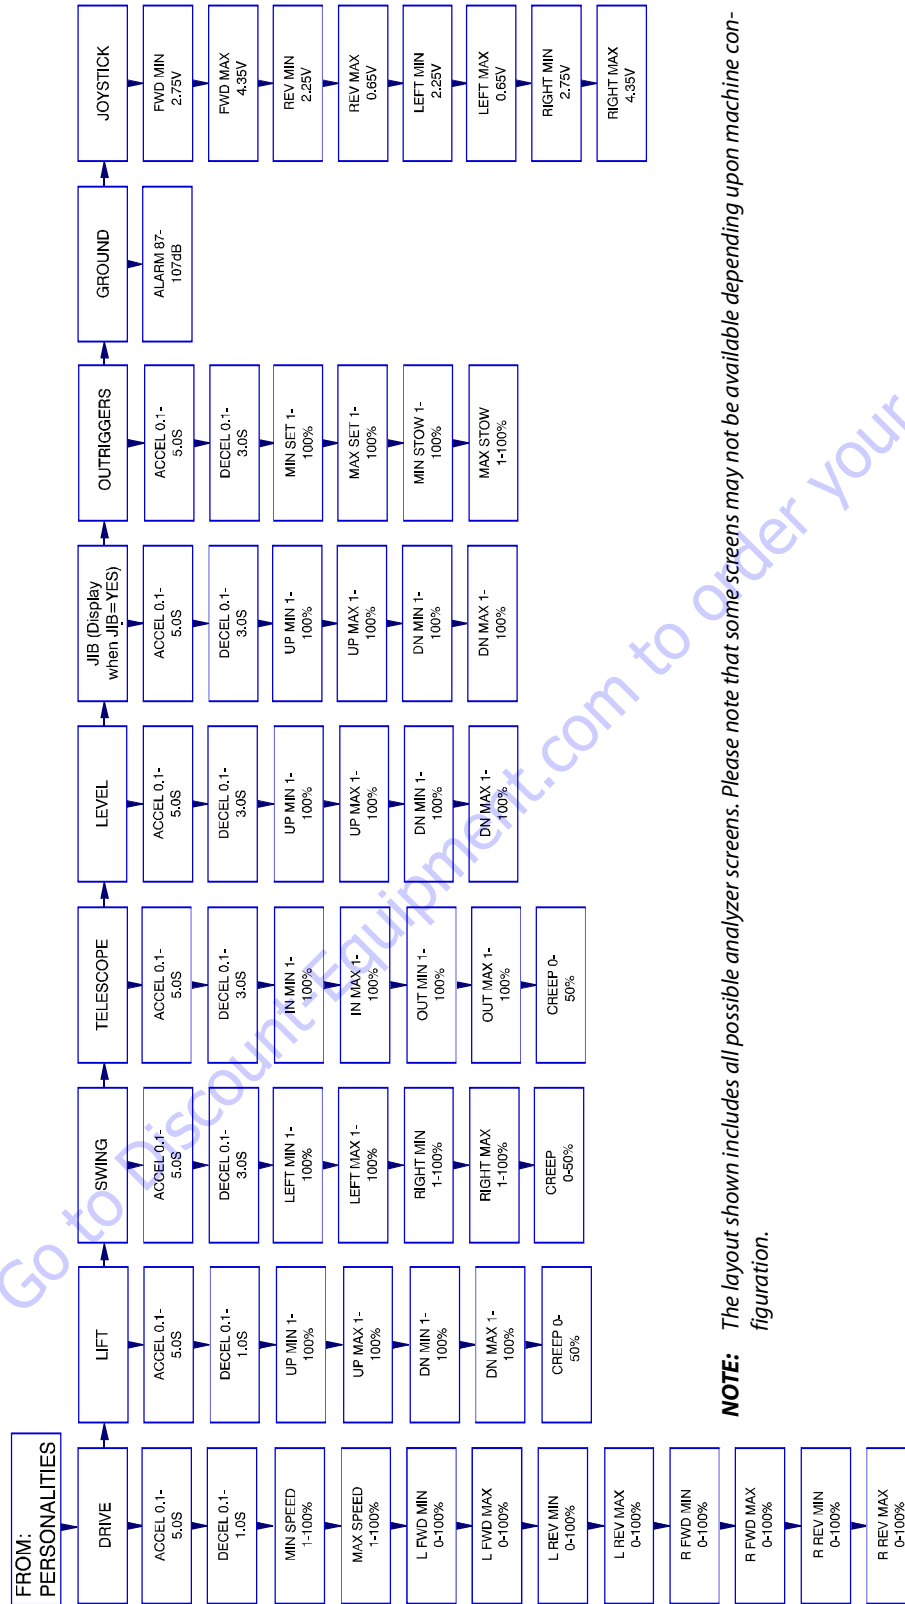 FROM:
PERSONALITIES
DRIVE
ACCEL 0.1-
5.0S
DECEL 0.1-
1.0S
MIN SPEED
1-100%
MAX SPEED
1-100%
L FWD MIN
0-100%
L FWD MAX
0-100%
L REV MIN
0-100%
L REV MAX
0-100%
R FWD MIN
0-100%
R FWD MAX
0-100%
R REV MIN
0-100%
R REV MAX
0-100%
LIFT
ACCEL 0.1-
5.0S
DECEL 0.1-
1.0S
UP MIN 1-
100%
UP MAX 1-
100%
DN MIN 1-
100%
DN MAX 1-
100%
CREEP 0-
50%
SWING
ACCEL 0.1-
5.0S
DECEL 0.1-
3.0S
LEFT MIN 1-
100%
LEFT MAX 1-
100%
RIGHT MIN
1-100%
RIGHT MAX
1-100%
CREEP
0-50%
TELESCOPE
ACCEL 0.1-
5.0S
DECEL 0.1-
3.0S
IN MIN 1-
100%
IN MAX 1-
100%
OUT MIN 1-
100%
OUT MAX 1-
100%
CREEP 0-
50%
LEVEL
ACCEL 0.1-
5.0S
DECEL 0.1-
3.0S
UP MIN 1-
100%
UP MAX 1-
100%
DN MIN 1-
100%
DN MAX 1-
100%
JIB (Display
when JIB=YES)
ACCEL 0.1-
5.0S
DECEL 0.1-
3.0S
UP MIN 1-
100%
UP MAX 1-
100%
DN MIN 1-
100%
DN MAX 1-
100%
OUTRIGGERS
ACCEL 0.1-
5.0S
DECEL 0.1-
3.0S
MIN SET 1-
100%
MAX SET 1-
100%
MIN STOW 1-
100%
MAX STOW
1-100%
GROUND
ALARM 87-
107dB
JOYSTICK
FWD MIN
2.75V
FWD MAX
4.35V
REV MIN
2.25V
REV MAX
0.65V
LEFT MIN
2.25V
LEFT MAX
0.65V
RIGHT MIN
2.75V
RIGHT MAX
4.35V
NOTE: The layout shown includes all possible analyzer screens. Please note that some screens may not be available depending upon machine con-
figuration.
Go to Discount-Equipment.com to order your